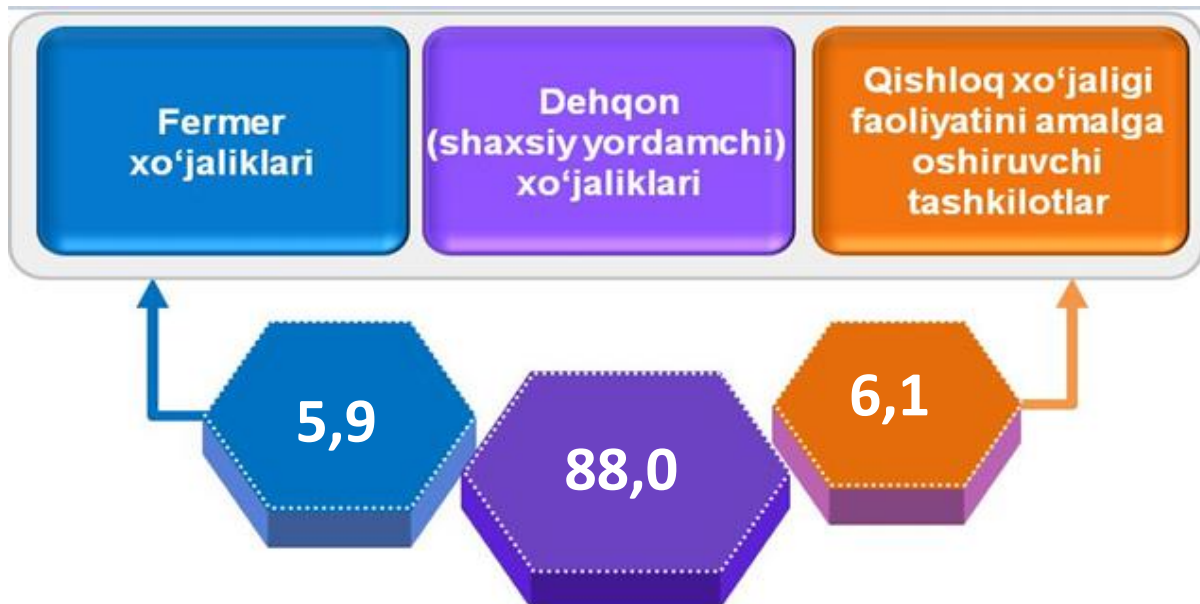 Fermer
xo‘jaliklari
Dehqon
(shaxsiy yordamchi)
xo‘jaliklari
Qishloq xo‘jaligi
faoliyatini amalga
oshiruvchi
tashkilotlar
5,9
88,0
6,1